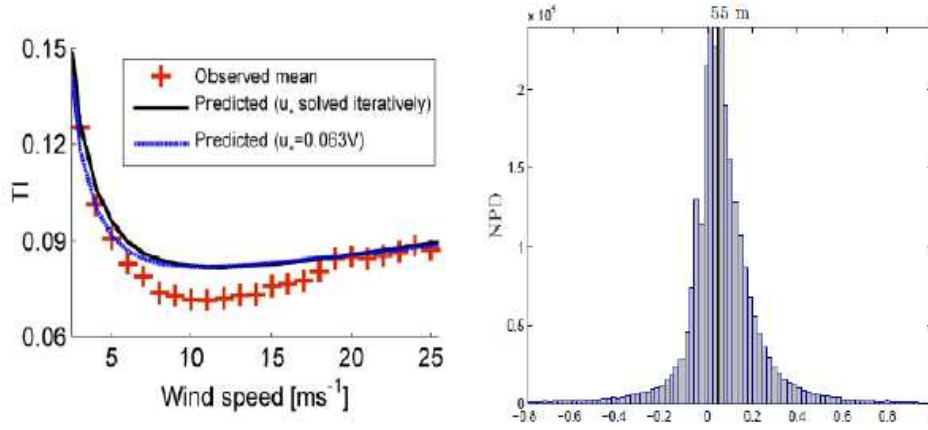 0.15
0.12
0.09
0.06
TI
Observed mean
Predicted (u* solved iteratively)
Predicted (u*=0.063V)
5 10 15 20 25
Wind speed [ms⁻¹]
55 m
2
1.5
1
0.5
0
NPD
-0.8 -0.6 -0.4 -0.2 0 0.2 0.4 0.6 0.8